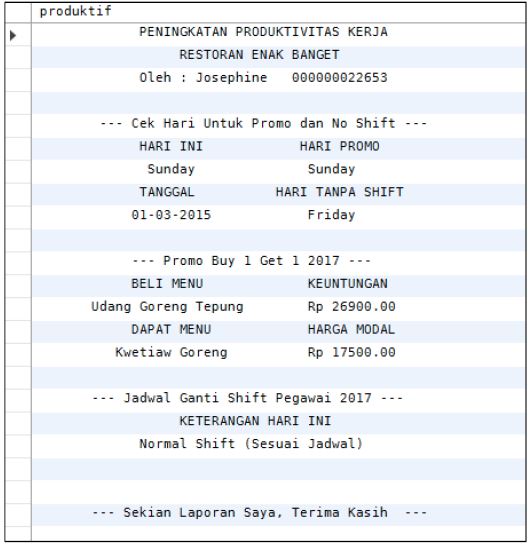 produktif
PENINGKATAN PRODUKTIVITAS KERJA
RESTORAN ENAK BANGET
Oleh : Josephine 000000022653
--- Cek Hari Untuk Promo dan No Shift ---
HARI INI HARI PROMO
Sunday Sunday
TANGGAL HARI TANPA SHIFT
01-03-2015 Friday
--- Promo Buy 1 Get 1 2017 ---
BELI MENU KEUNTUNGAN
Udang Goreng Tepung Rp 26900.00
DAPAT MENU HARGA MODAL
Kwetiaw Goreng Rp 17500.00
--- Jadwal Ganti Shift Pegawai 2017 ---
KETERANGAN HARI INI
Normal Shift (Sesuai Jadwal)
--- Sekian Laporan Saya, Terima Kasih ---